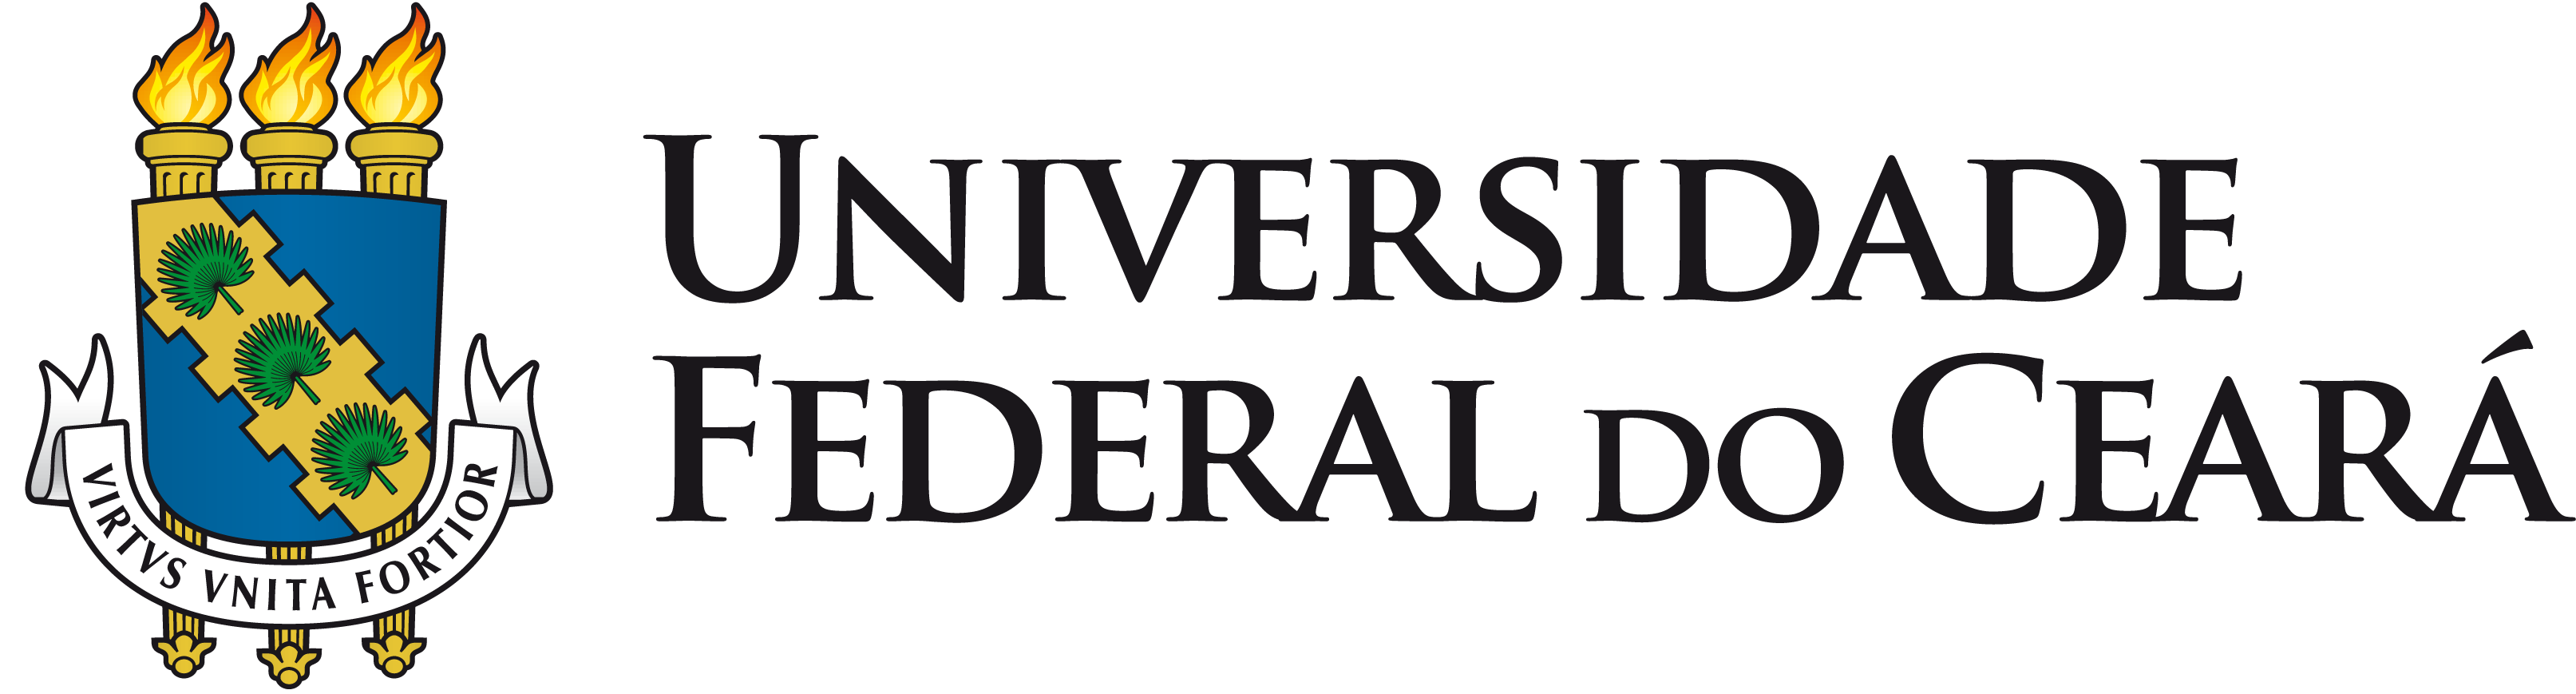 VIRTVS VNITA FORTIOR
UNIVERSIDADE
FEDERAL DO CEARÁ